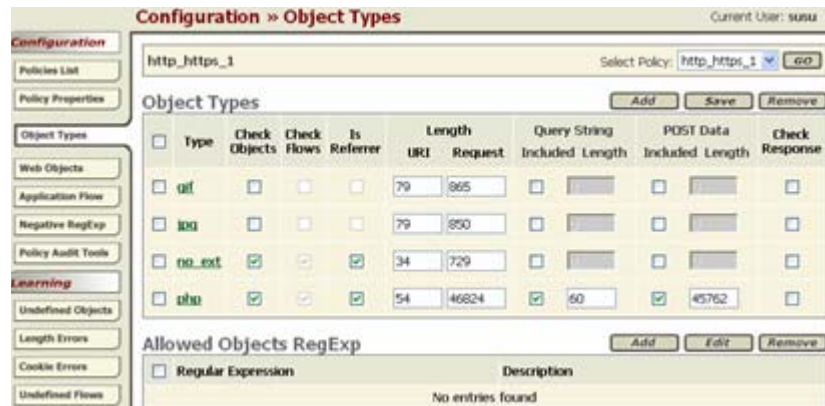 Configuration » Object Types
Current User: susu
Configuration
Policies List
Policy Properties
Object Types
Web Objects
Application Flow
Negative RegExp
Policy Audit Tools
Learning
Undefined Objects
Length Errors
Cookie Errors
Undefined Flows
http_https_1
Select Policy: http_https_1 GO
Object Types
Add Save Remove
Type Check Objects Check Flows Is Referrer Length URI Request Query String Included Length POST Data Included Length Check Response
gif 79 865
jpg 79 850
no_ext 34 729
php 54 46824 60 45762
Allowed Objects RegExp
Add Edit Remove
Regular Expression Description
No entries found